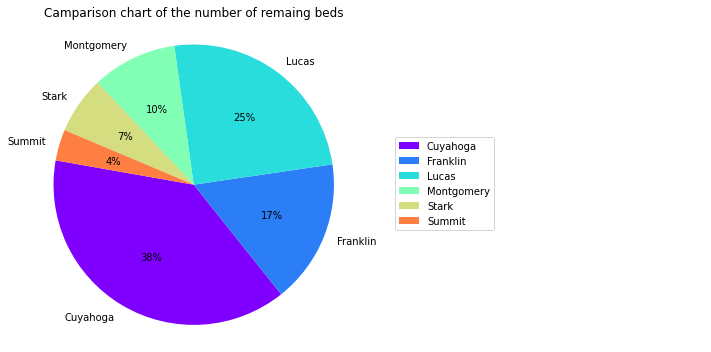 Camparison chart of the number of remaing beds
Montgomery
Lucas
Stark
Summit
Franklin
Cuyahoga
10%
25%
7%
4%
17%
38%
Cuyahoga
Franklin
Lucas
Montgomery
Stark
Summit